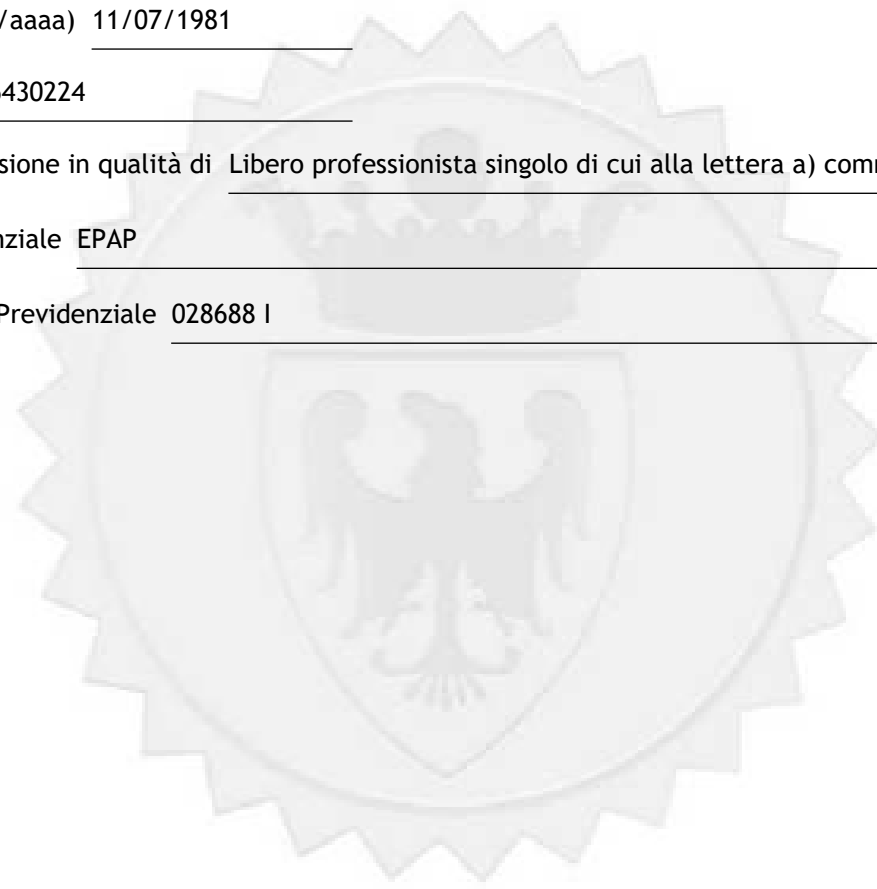 /aaaa) 11/07/1981
430224
sione in qualità di Libero professionista singolo di cui alla lettera a) com
nziale EPAP
Previdenziale 028688 I